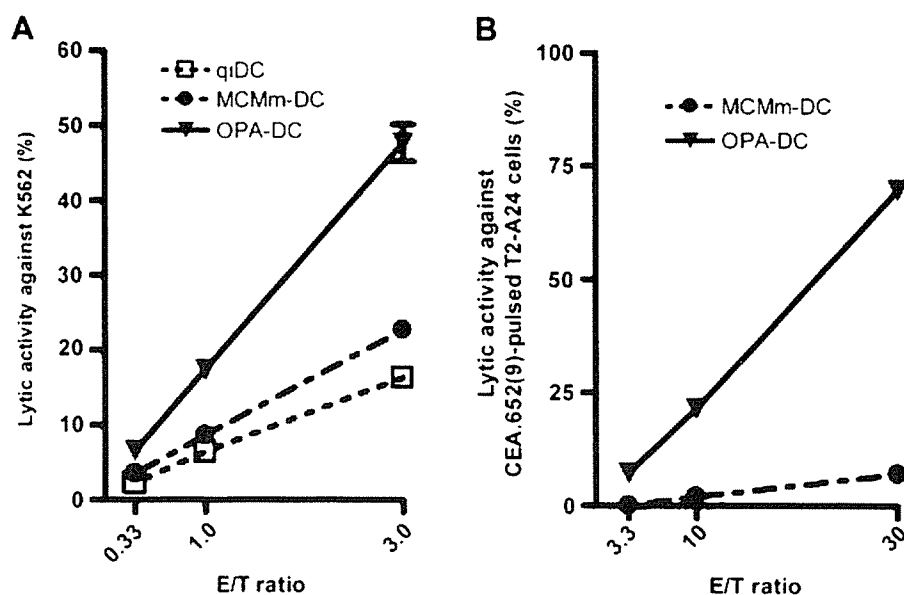 A
Lytic activity against K562 (%)
60
50
40
30
20
10
0
0.33
1.0
3.0
E/T ratio
qiDC
MCMm-DC
OPA-DC
B
Lytic activity against
CEA.652(9)-pulsed T2-A24 cells (%)
100
75
50
25
0
3.3
10
30
E/T ratio
MCMm-DC
OPA-DC